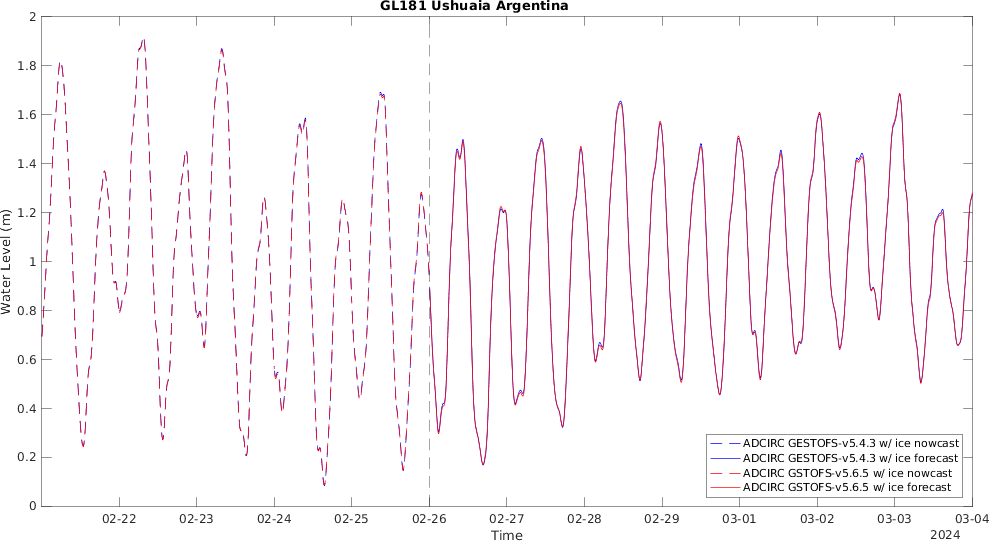 GL181 Ushuaia Argentina
2
1.8
1.6
1.4
1.2
1
0.8
0.6
0.4
0.2
0
Water Level (m)
ADCIRC GESTOFS-v5.4.3 w/ ice nowcast
ADCIRC GESTOFS-v5.4.3 w/ ice forecast
ADCIRC GSTOFS-v5.6.5 w/ ice nowcast
ADCIRC GSTOFS-v5.6.5 w/ ice forecast
02-22 02-23 02-24 02-25 02-26 02-27 02-28 02-29 03-01 03-02 03-03 03-04
Time
2024